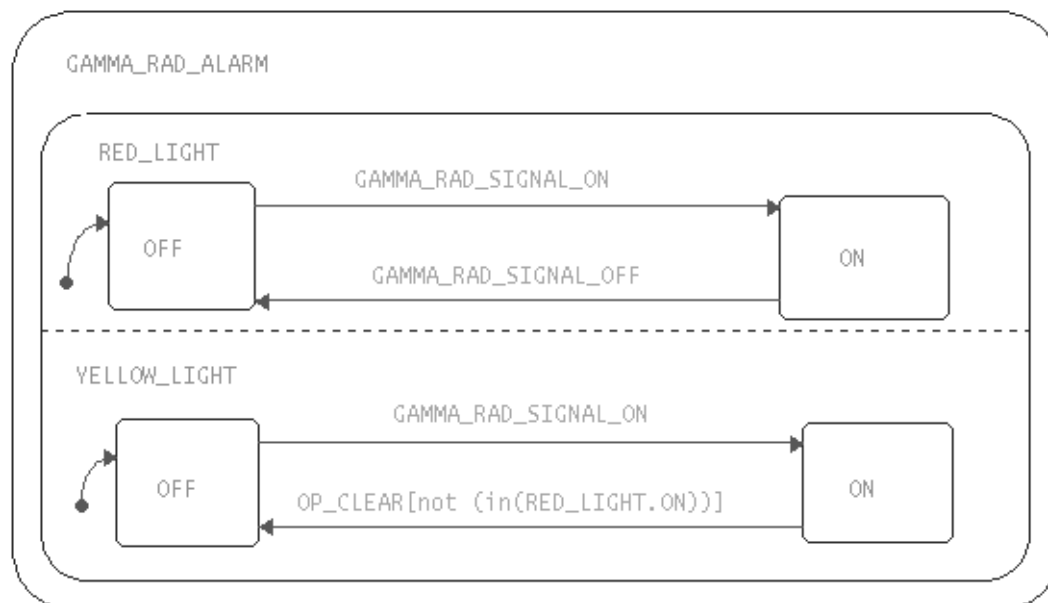 GAMMA_RAD_ALARM
RED_LIGHT
GAMMA_RAD_SIGNAL_ON
OFF
ON
GAMMA_RAD_SIGNAL_OFF
YELLOW_LIGHT
GAMMA_RAD_SIGNAL_ON
OFF
ON
OP_CLEAR[not (in(RED_LIGHT.ON))]